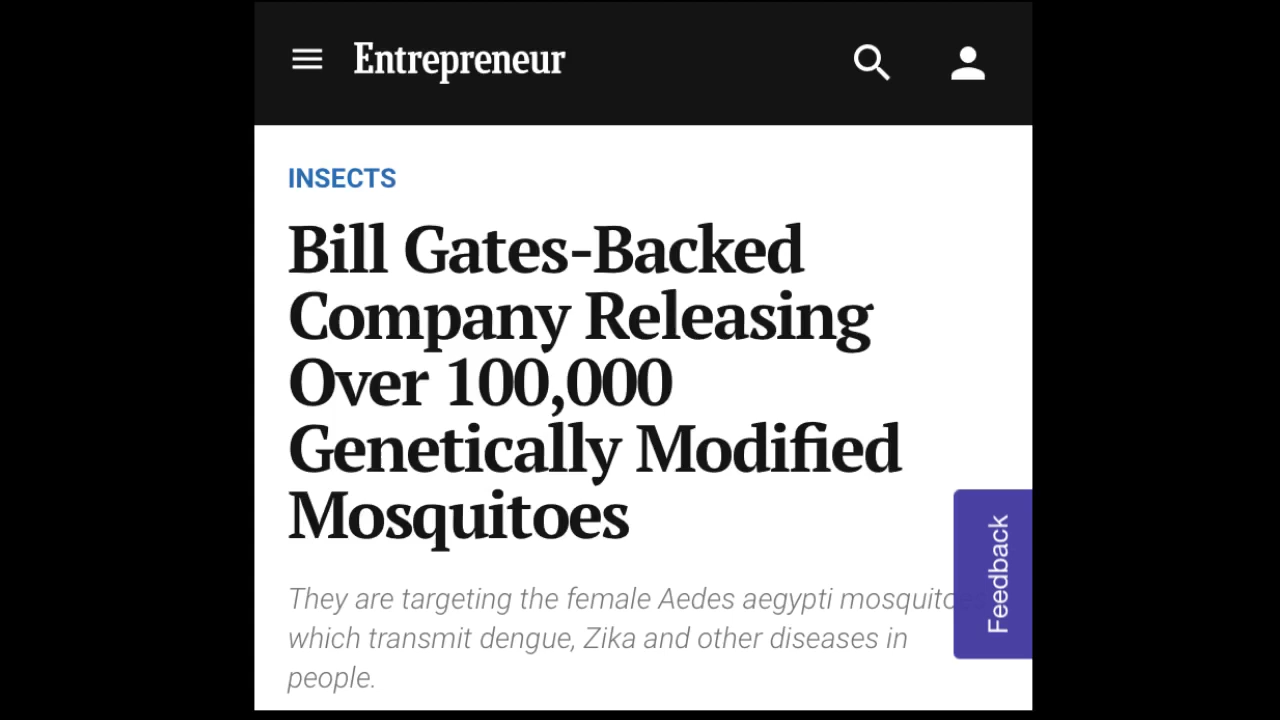 Entrepreneur
INSECTS
Bill Gates-Backed
Company Releasing
Over 100,000
Genetically Modified
Mosquitoes
They are targeting the female Aedes aegypti mosquitoes
which transmit dengue, Zika and other diseases in
people.
Feedback